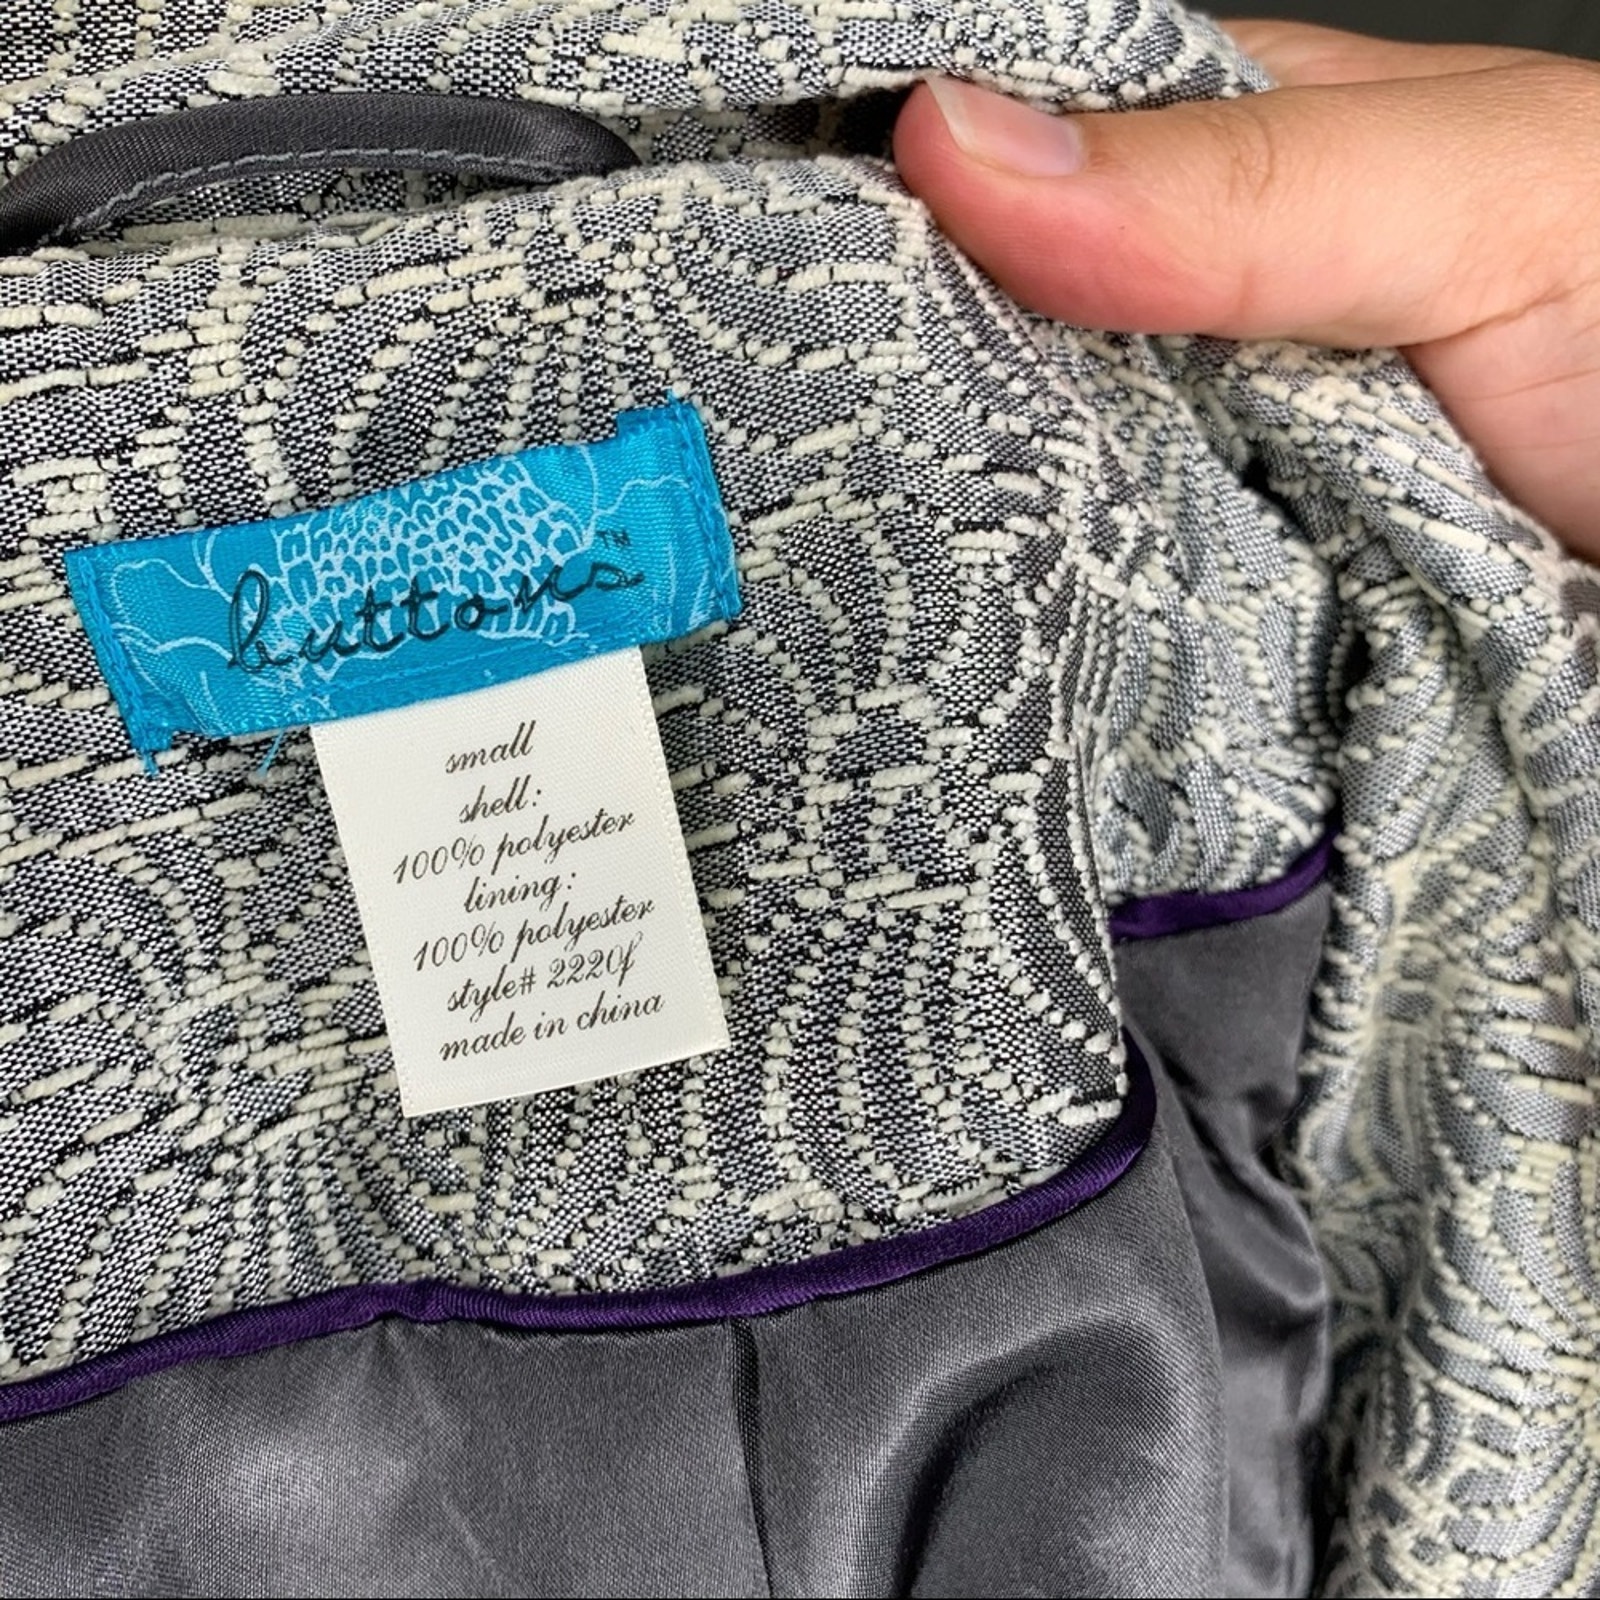 buttons™
small
shell:
100% polyester
lining:
100% polyester
style# 2220f
made in china